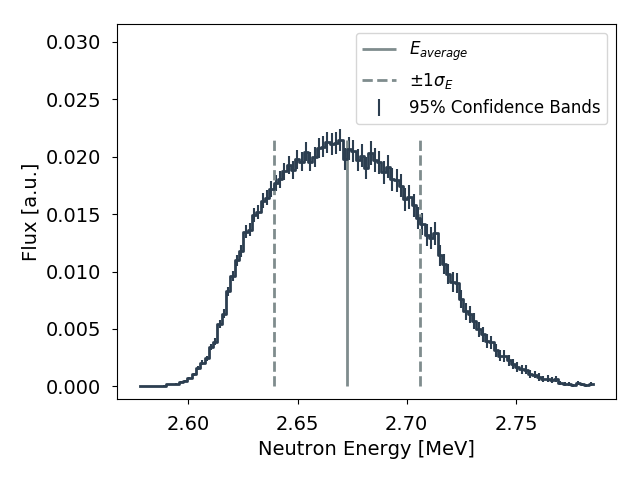 0.030
0.025
0.020
0.015
0.010
0.005
0.000
Flux [a.u.]
E_average
±1σ_E
95% Confidence Bands
2.60 2.65 2.70 2.75
Neutron Energy [MeV]